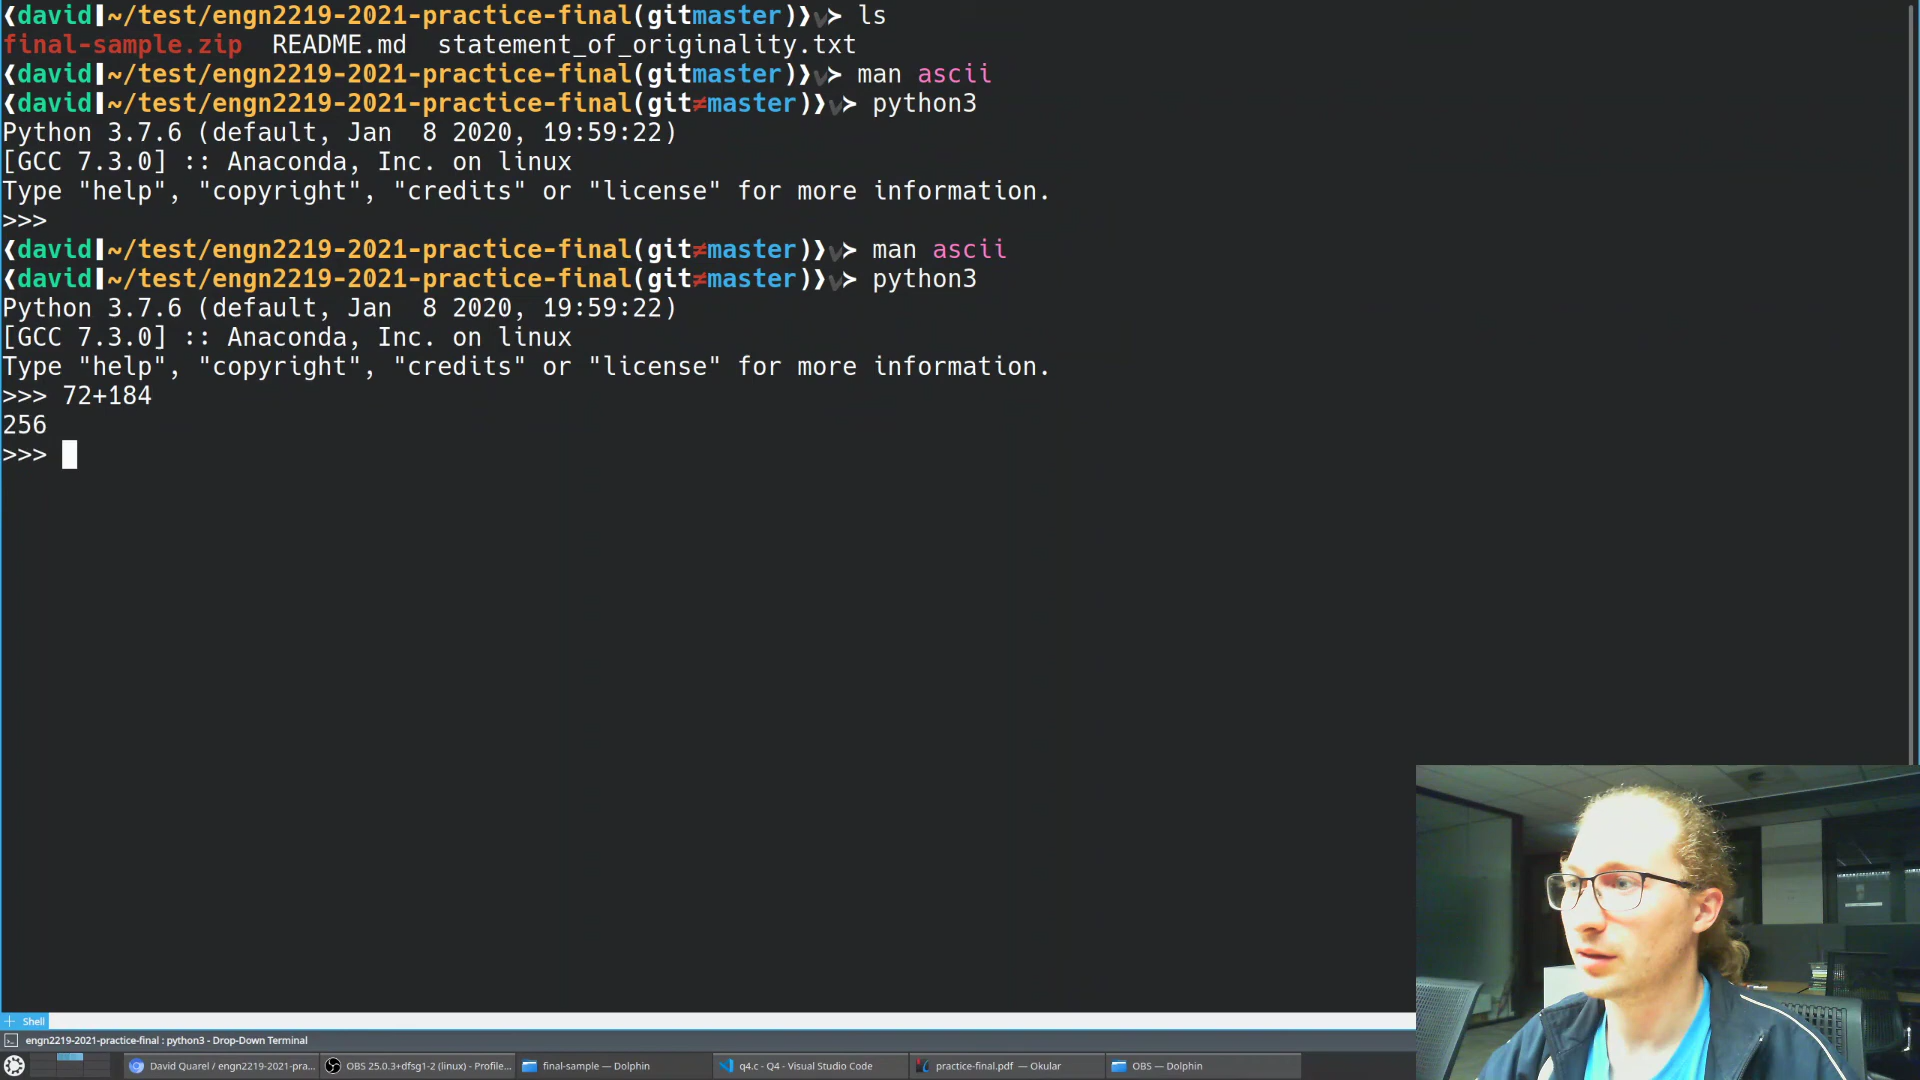 ❰david❙~/test/engn2219-2021-practice-final(gitmaster)❱✔➤ ls
final-sample.zip  README.md  statement_of_originality.txt
❰david❙~/test/engn2219-2021-practice-final(gitmaster)❱✔➤ man ascii
❰david❙~/test/engn2219-2021-practice-final(git≠master)❱✔➤ python3
Python 3.7.6 (default, Jan  8 2020, 19:59:22)
[GCC 7.3.0] :: Anaconda, Inc. on linux
Type "help", "copyright", "credits" or "license" for more information.
>>>
❰david❙~/test/engn2219-2021-practice-final(git≠master)❱✔➤ man ascii
❰david❙~/test/engn2219-2021-practice-final(git≠master)❱✔➤ python3
Python 3.7.6 (default, Jan  8 2020, 19:59:22)
[GCC 7.3.0] :: Anaconda, Inc. on linux
Type "help", "copyright", "credits" or "license" for more information.
>>> 72+184
256
>>>
Shell
engn2219-2021-practice-final : python3 - Drop-Down Terminal
David Quarel / engn2219-2021-pra... OBS 25.0.3+dfsg1-2 (linux) - Profile... final-sample — Dolphin q4.c - Q4 - Visual Studio Code practice-final.pdf — Okular OBS — Dolphin